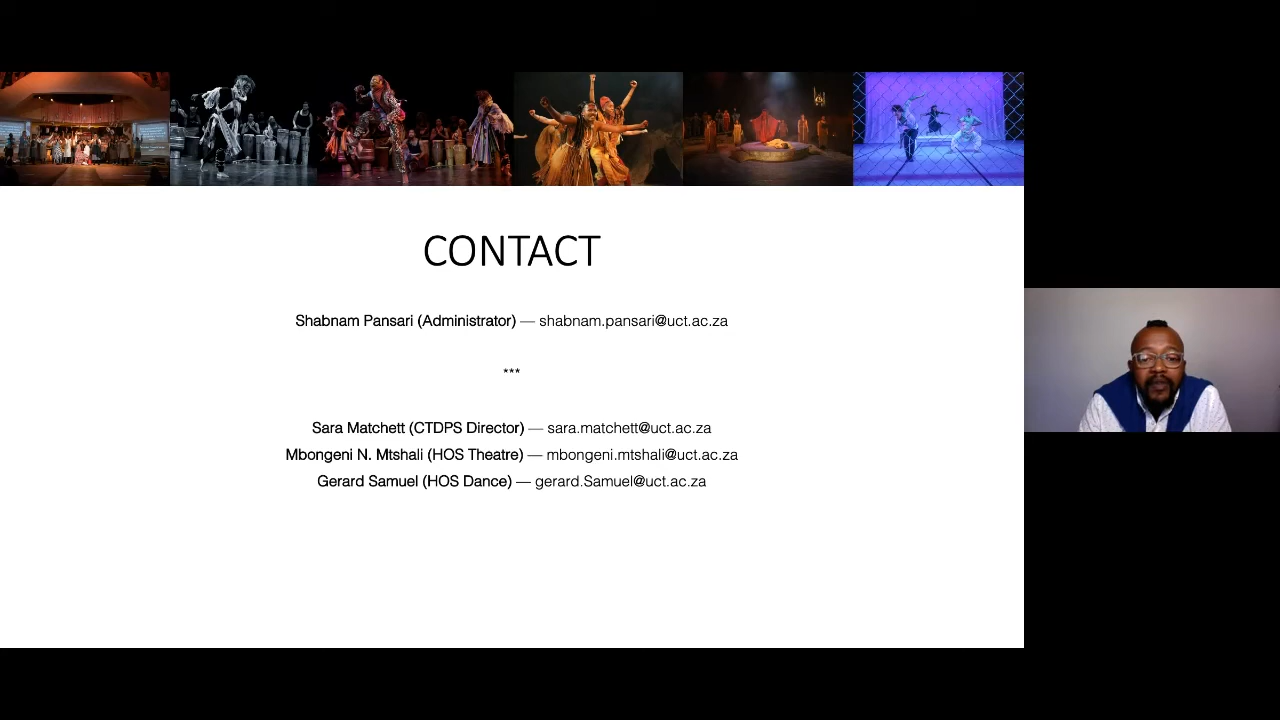 CONTACT
Shabnam Pansari (Administrator) — shabnam.pansari@uct.ac.za
***
Sara Matchett (CTDPS Director) — sara.matchett@uct.ac.za
Mbongeni N. Mtshali (HOS Theatre) — mbongeni.mtshali@uct.ac.za
Gerard Samuel (HOS Dance) — gerard.Samuel@uct.ac.za